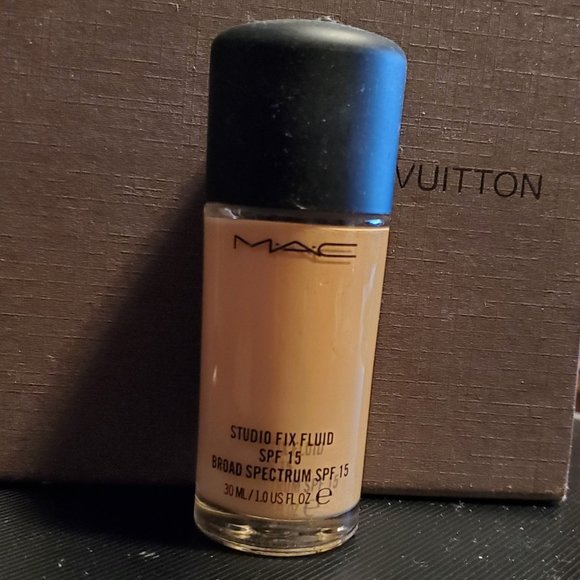 VUITTON
M·A·C
STUDIO FIX FLUID
SPF 15
BROAD SPECTRUM SPF 15
30 ML / 1.0 US FL OZ ℮